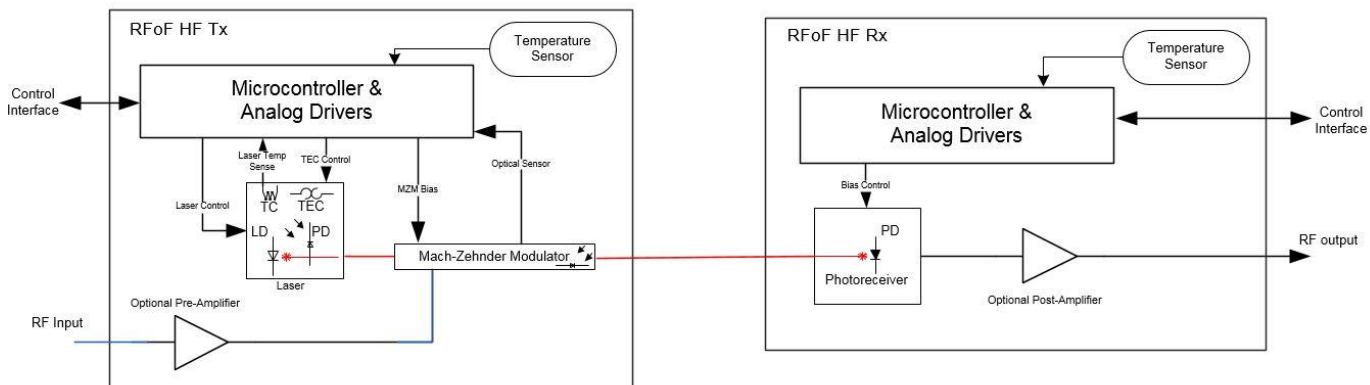 RFoF HF Tx
Temperature
Sensor
Microcontroller &
Analog Drivers
Control
Interface
Laser Temp
Sense
TEC Control
Optical Sensor
MZM Bias
Laser Control
TC
TEC
LD
PD
Mach-Zehnder Modulator
Laser
Optional Pre-Amplifier
RF Input
RFoF HF Rx
Temperature
Sensor
Microcontroller &
Analog Drivers
Control
Interface
Bias Control
PD
Photoreceiver
RF output
Optional Post-Amplifier